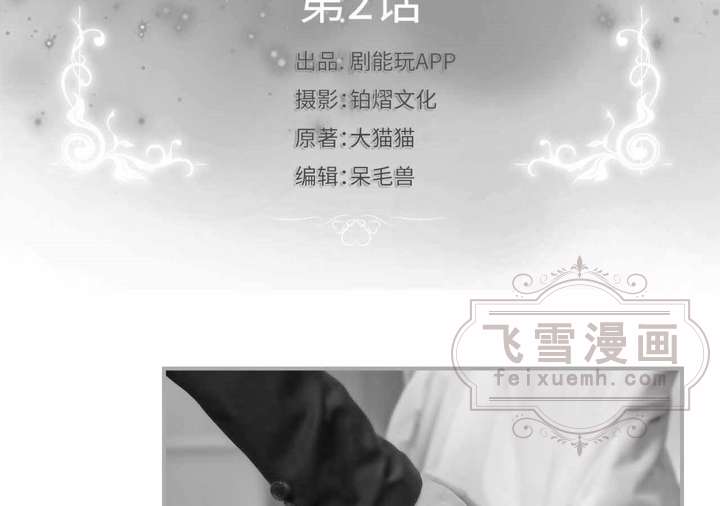 第2话
出品: 剧能玩APP
摄影：铂熠文化
原著：大猫猫
编辑：呆毛兽
飞雪漫画
feixuemh.com